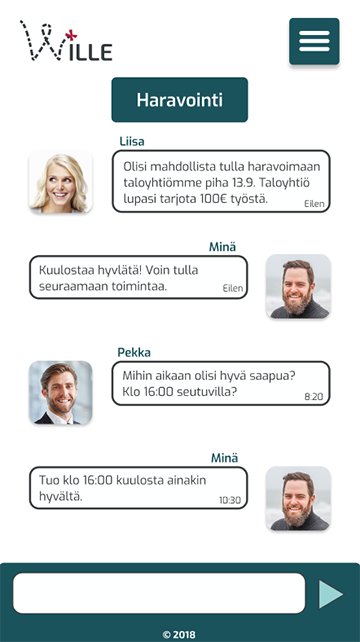 WILLE
Haravointi
Liisa
Olisi mahdollista tulla haravoimaan
taloyhtiömme piha 13.9. Taloyhtiö
lupasi tarjota 100€ työstä.
Eilen
Minä
Kuulostaa hyvlätä! Voin tulla
seuraamaan toimintaa.
Eilen
Pekka
Mihin aikaan olisi hyvä saapua?
Klo 16:00 seutuvilla?
8:20
Minä
Tuo klo 16:00 kuulosta ainakin
hyvältä.
10:30
© 2018